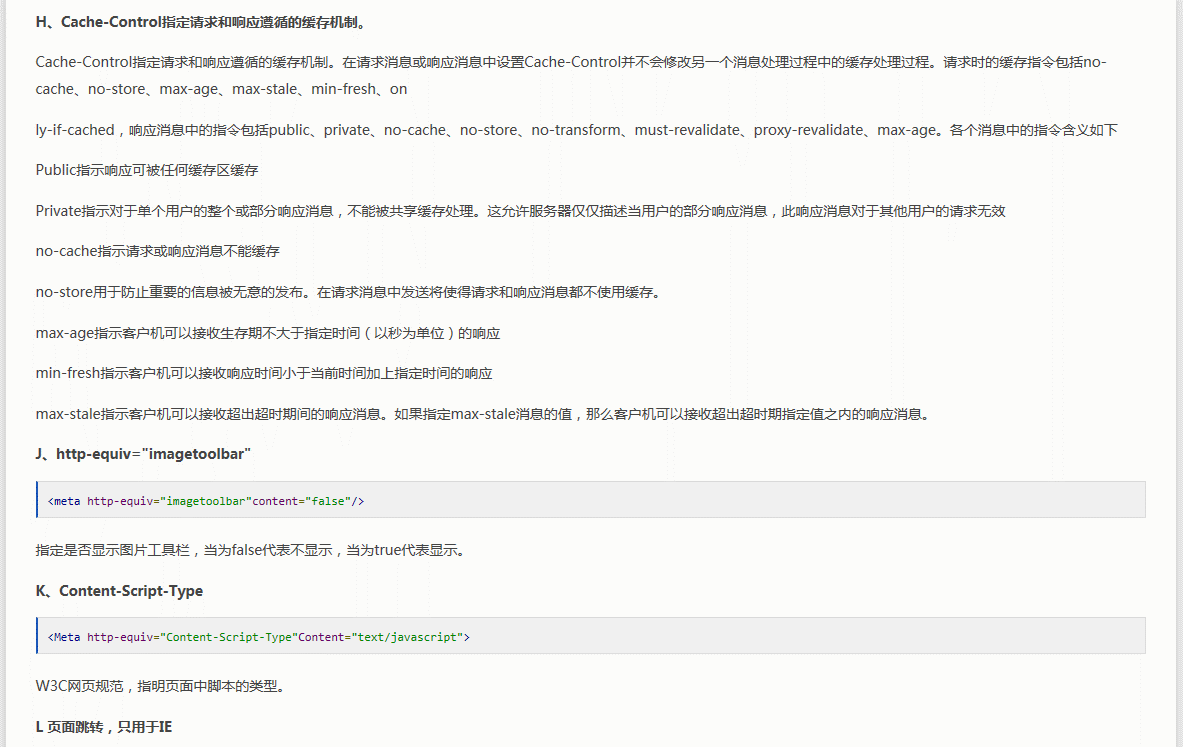 H、Cache-Control指定请求和响应遵循的缓存机制。
Cache-Control指定请求和响应遵循的缓存机制。在请求消息或响应消息中设置Cache-Control并不会修改另一个消息处理过程中的缓存处理过程。请求时的缓存指令包括no-
cache、no-store、max-age、max-stale、min-fresh、on
ly-if-cached，响应消息中的指令包括public、private、no-cache、no-store、no-transform、must-revalidate、proxy-revalidate、max-age。各个消息中的指令含义如下
Public指示响应可被任何缓存区缓存
Private指示对于单个用户的整个或部分响应消息，不能被共享缓存处理。这允许服务器仅仅描述当用户的部分响应消息，此响应消息对于其他用户的请求无效
no-cache指示请求或响应消息不能缓存
no-store用于防止重要的信息被无意的发布。在请求消息中发送将使得请求和响应消息都不使用缓存。
max-age指示客户机可以接收生存期不大于指定时间（以秒为单位）的响应
min-fresh指示客户机可以接收响应时间小于当前时间加上指定时间的响应
max-stale指示客户机可以接收超出超时期间的响应消息。如果指定max-stale消息的值，那么客户机可以接收超出超时期指定值之内的响应消息。
J、http-equiv="imagetoolbar"
<meta http-equiv="imagetoolbar"content="false"/>
指定是否显示图片工具栏，当为false代表不显示，当为true代表显示。
K、Content-Script-Type
<Meta http-equiv="Content-Script-Type"Content="text/javascript">
W3C网页规范，指明页面中脚本的类型。
L 页面跳转，只用于IE